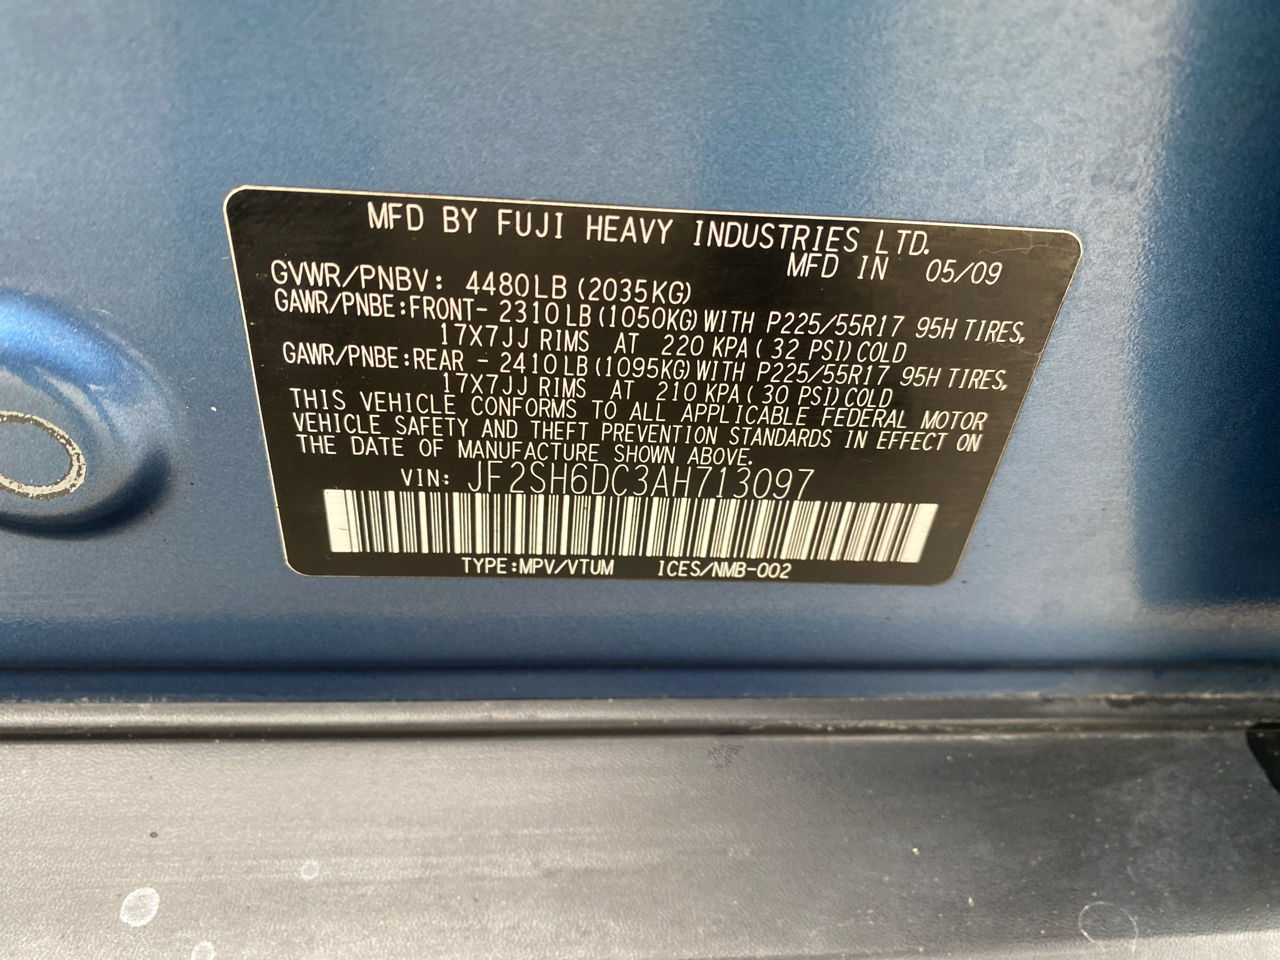 MFD BY FUJI HEAVY INDUSTRIES LTD.
MFD IN 05/09
GVWR/PNBV: 4480LB (2035KG)
GAWR/PNBE:FRONT- 2310LB (1050KG) WITH P225/55R17 95H TIRES,
17X7JJ RIMS AT 220 KPA ( 32 PSI) COLD
GAWR/PNBE:REAR - 2410LB (1095KG) WITH P225/55R17 95H TIRES,
17X7JJ RIMS AT 210 KPA ( 30 PSI) COLD
THIS VEHICLE CONFORMS TO ALL APPLICABLE FEDERAL MOTOR
VEHICLE SAFETY AND THEFT PREVENTION STANDARDS IN EFFECT ON
THE DATE OF MANUFACTURE SHOWN ABOVE.
VIN: JF2SH6DC3AH713097
TYPE:MPV/VTUM ICES/NMB-002